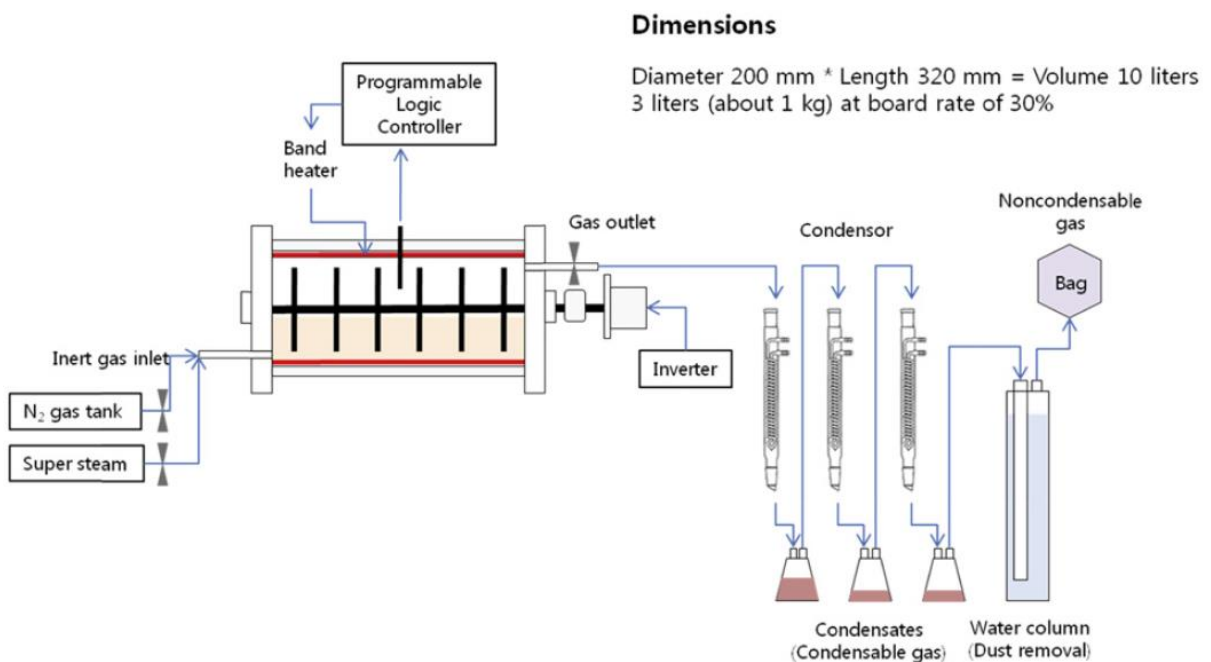 Dimensions
Diameter 200 mm * Length 320 mm = Volume 10 liters
3 liters (about 1 kg) at board rate of 30%
Programmable
Logic
Controller
Band
heater
Gas outlet
Condensor
Noncondensable
gas
Bag
Inert gas inlet
N₂ gas tank
Super steam
Inverter
Condensates
(Condensable gas)
Water column
(Dust removal)